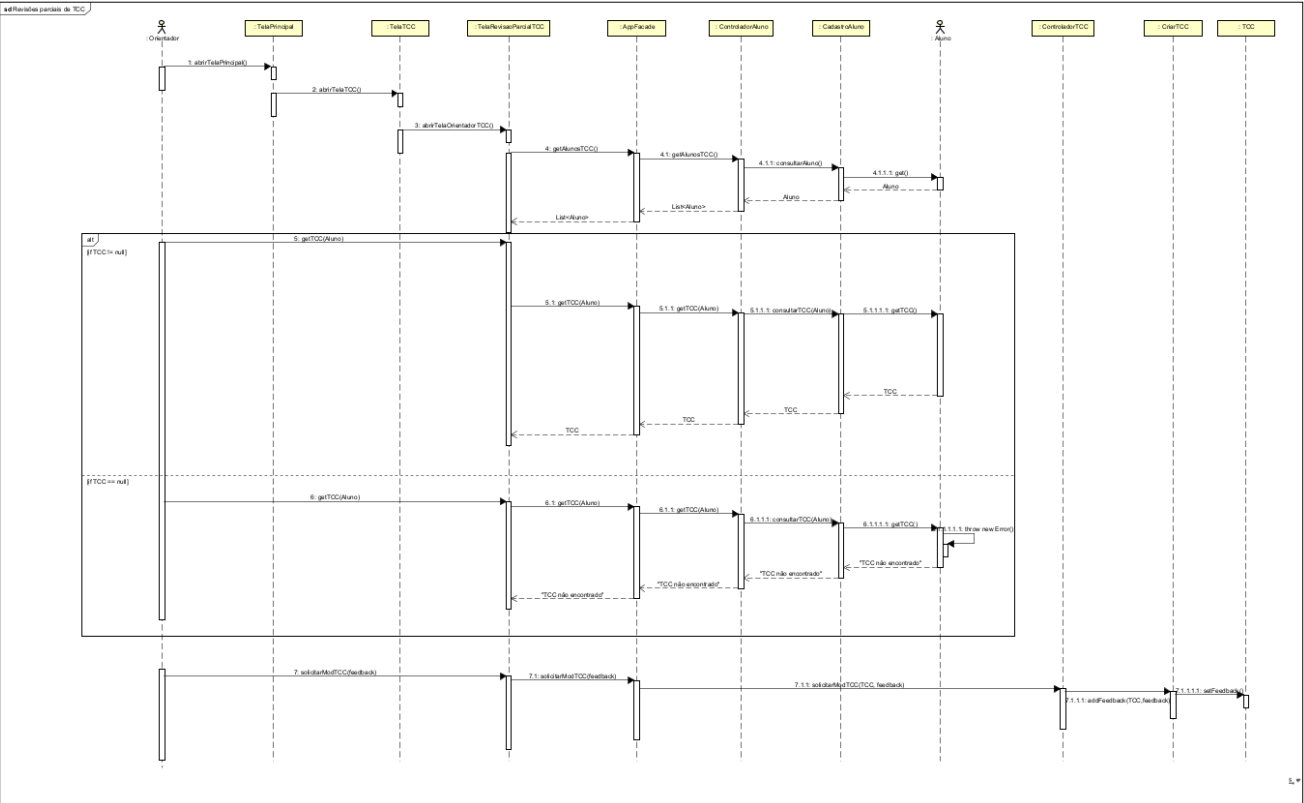 sd Revisões parciais do TCC
: Orientador
: TelaPrincipal
: TelaTCC
: TelaRevisaoParcialTCC
: AppFacade
: ControladorAluno
: CadastroAluno
: Aluno
: ControladorTCC
: CriarTCC
: TCC
1: abrirTelaPrincipal()
2: abrirTelaTCC()
3: abrirTelaOrientadorTCC()
4: getAlunosTCC()
4.1: getAlunosTCC()
4.1.1: consultarAluno()
4.1.1.1: get()
Aluno
Aluno
List<Aluno>
List<Aluno>
alt
[if TCC != null]
5: getTCC(Aluno)
5.1: getTCC(Aluno)
5.1.1: getTCC(Aluno)
5.1.1.1: consultarTCC(Aluno)
5.1.1.1.1: getTCC()
TCC
TCC
TCC
TCC
[if TCC == null]
6: getTCC(Aluno)
6.1: getTCC(Aluno)
6.1.1: getTCC(Aluno)
6.1.1.1: consultarTCC(Aluno)
6.1.1.1.1: getTCC()
.1.1.1: throw new Error()
"TCC não encontrado"
"TCC não encontrado"
"TCC não encontrado"
"TCC não encontrado"
7: solicitarModTCC(feedback)
7.1: solicitarModTCC(feedback)
7.1.1: solicitarModTCC(TCC, feedback)
7.1.1.1: addFeedback(TCC,feedback)
7.1.1.1.1: setFeedback()